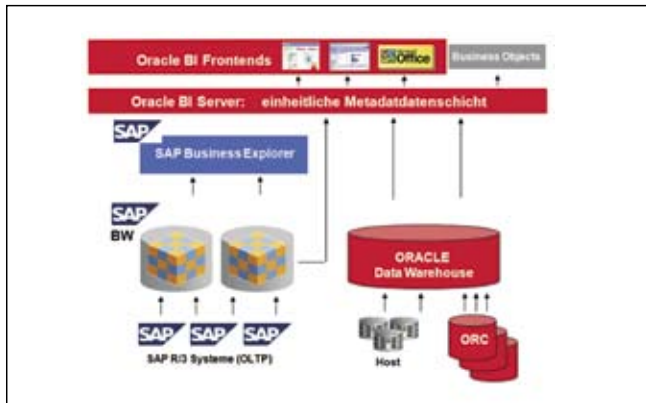 Oracle BI Frontends
Office
Business Objects
Oracle BI Server: einheitliche Metadatdatenschicht
SAP
SAP Business Explorer
SAP
BW
ORACLE
Data Warehouse
SAP SAP SAP
SAP R/3 Systeme (OLTP)
Host
ORC